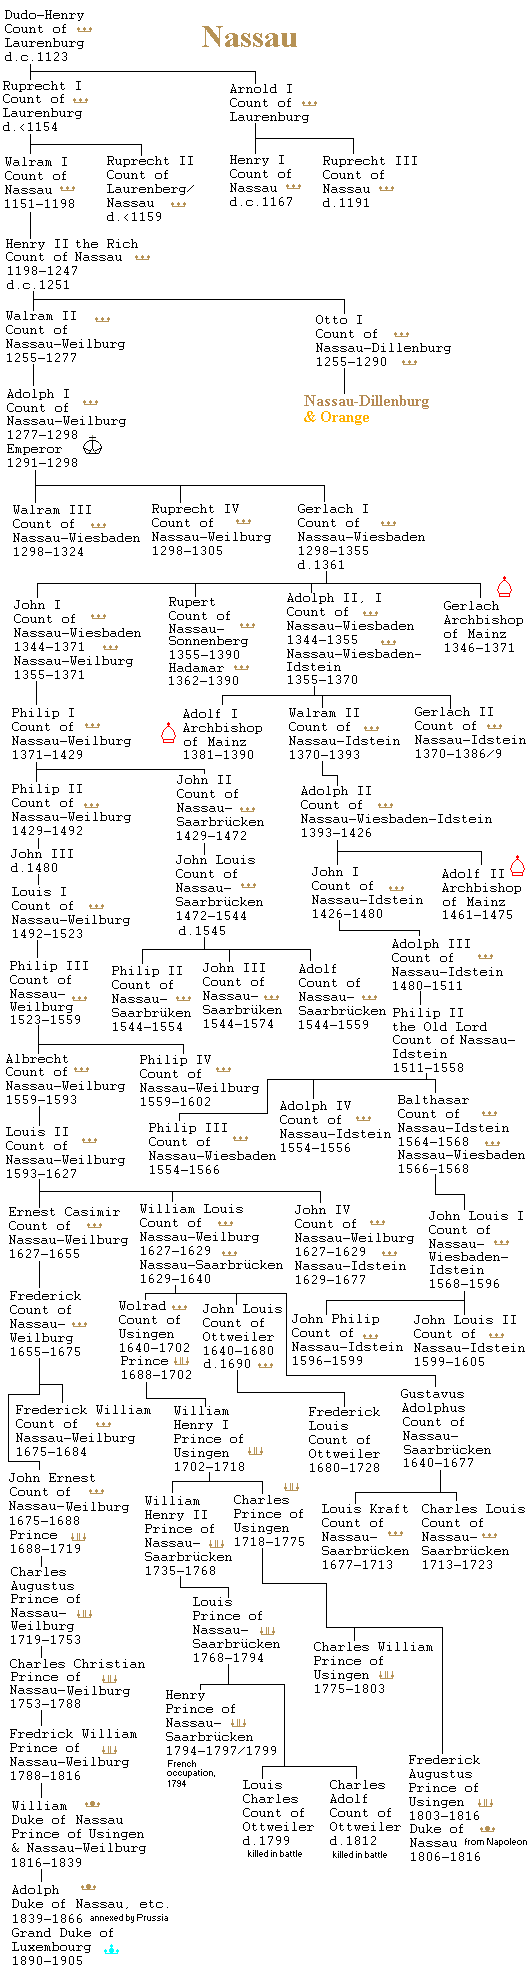 Nassau
Dudo-Henry
Count of
Laurenburg
d.c.1123
Ruprecht I
Count of
Laurenburg
d.<1154
Arnold I
Count of
Laurenburg
Walram I
Count of
Nassau
1151-1198
Ruprecht II
Count of
Laurenberg/
Nassau
d.<1159
Henry I
Count of
Nassau
d.c.1167
Ruprecht III
Count of
Nassau
d.1191
Henry II the Rich
Count of Nassau
1198-1247
d.c.1251
Walram II
Count of
Nassau-Weilburg
1255-1277
Otto I
Count of
Nassau-Dillenburg
1255-1290
Nassau-Dillenburg
& Orange
Adolph I
Count of
Nassau-Weilburg
1277-1298
Emperor
1291-1298
Walram III
Count of
Nassau-Wiesbaden
1298-1324
Ruprecht IV
Count of
Nassau-Weilburg
1298-1305
Gerlach I
Count of
Nassau-Wiesbaden
1298-1355
d.1361
John I
Count of
Nassau-Wiesbaden
1344-1371
Nassau-Weilburg
1355-1371
Rupert
Count of
Nassau-
Sonnenberg
1355-1390
Hadamar
1362-1390
Adolph II, I
Count of
Nassau-Wiesbaden
1344-1355
Nassau-Wiesbaden-
Idstein
1355-1370
Gerlach
Archbishop
of Mainz
1346-1371
Philip I
Count of
Nassau-Weilburg
1371-1429
Adolf I
Archbishop
of Mainz
1381-1390
Walram II
Count of
Nassau-Idstein
1370-1393
Gerlach II
Count of
Nassau-Idstein
1370-1386/9
Philip II
Count of
Nassau-Weilburg
1429-1492
John II
Count of
Nassau-
Saarbrücken
1429-1472
Adolph II
Count of
Nassau-Wiesbaden-Idstein
1393-1426
John III
d.1480
Louis I
Count of
Nassau-Weilburg
1492-1523
John Louis
Count of
Nassau-
Saarbrücken
1472-1544
d.1545
John I
Count of
Nassau-Idstein
1426-1480
Adolf II
Archbishop
of Mainz
1461-1475
Philip III
Count of
Nassau-
Weilburg
1523-1559
Philip II
Count of
Nassau-
Saarbrüken
1544-1554
John III
Count of
Nassau-
Saarbrüken
1544-1574
Adolf
Count of
Nassau-
Saarbrücken
1544-1559
Adolph III
Count of
Nassau-Idstein
1480-1511
Philip II
the Old Lord
Count of Nassau-
Idstein
1511-1558
Albrecht
Count of
Nassau-Weilburg
1559-1593
Philip IV
Count of
Nassau-Weilburg
1559-1602
Philip III
Count of
Nassau-Wiesbaden
1554-1566
Adolph IV
Count of
Nassau-Idstein
1554-1556
Balthasar
Count of
Nassau-Idstein
1564-1568
Nassau-Wiesbaden
1566-1568
Louis II
Count of
Nassau-Weilburg
1593-1627
Ernest Casimir
Count of
Nassau-Weilburg
1627-1655
William Louis
Count of
Nassau-Weilburg
1627-1629
Nassau-Saarbrücken
1629-1640
John IV
Count of
Nassau-Weilburg
1627-1629
Nassau-Idstein
1629-1677
John Louis I
Count of
Nassau-
Wiesbaden-
Idstein
1568-1596
Frederick
Count of
Nassau-
Weilburg
1655-1675
Wolrad
Count of
Usingen
1640-1702
Prince
1688-1702
John Louis
Count of
Ottweiler
1640-1680
d.1690
John Philip
Count of
Nassau-Idstein
1596-1599
John Louis II
Count of
Nassau-Idstein
1599-1605
Frederick William
Count of
Nassau-Weilburg
1675-1684
William
Henry I
Prince of
Usingen
1702-1718
Frederick
Louis
Count of
Ottweiler
1680-1728
Gustavus
Adolphus
Count of
Nassau-
Saarbrücken
1640-1677
John Ernest
Count of
Nassau-Weilburg
1675-1688
Prince
1688-1719
William
Henry II
Prince of
Nassau-
Saarbrücken
1735-1768
Charles
Prince of
Usingen
1718-1775
Louis Kraft
Count of
Nassau-
Saarbrücken
1677-1713
Charles Louis
Count of
Nassau-
Saarbrücken
1713-1723
Charles
Augustus
Prince of
Nassau-
Weilburg
1719-1753
Louis
Prince of
Nassau-
Saarbrücken
1768-1794
Charles William
Prince of
Usingen
1775-1803
Charles Christian
Prince of
Nassau-Weilburg
1753-1788
Henry
Prince of
Nassau-
Saarbrücken
1794-1797/1799
French
occupation,
1794
Fredrick William
Prince of
Nassau-Weilburg
1788-1816
Louis
Charles
Count of
Ottweiler
d.1799
killed in battle
Charles
Adolf
Count of
Ottweiler
d.1812
killed in battle
Frederick
Augustus
Prince of
Usingen
1803-1816
Duke of
Nassau from Napoleon
1806-1816
William
Duke of Nassau
Prince of Usingen
& Nassau-Weilburg
1816-1839
Adolph
Duke of Nassau, etc.
1839-1866 annexed by Prussia
Grand Duke of
Luxembourg
1890-1905